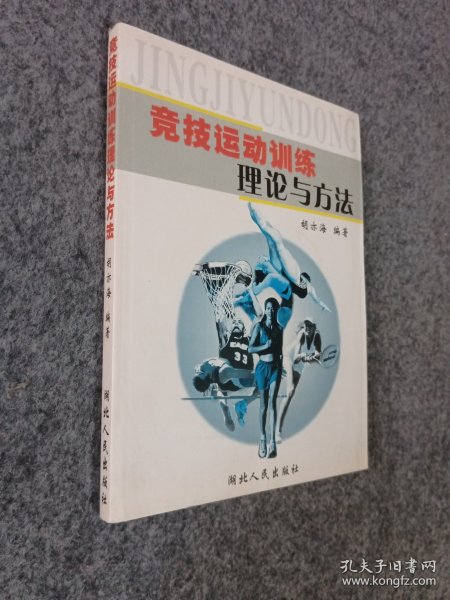 JINGJIYUNDONG
竞技运动训练
理论与方法
胡亦海 编著
湖北人民出版社
竞技运动训练理论与方法
胡亦海 编著
湖北人民出版社
33
孔夫子旧书网
www.kongfz.com